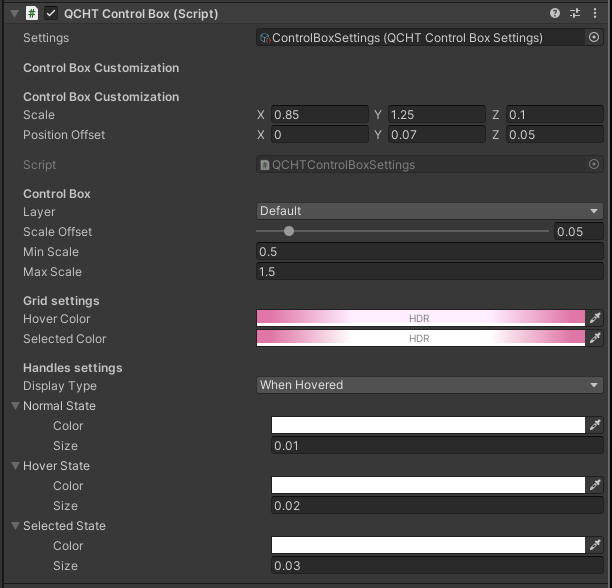 # QCHT Control Box (Script)
Settings ControlBoxSettings (QCHT Control Box Settings)
Control Box Customization
Control Box Customization
Scale X 0.85 Y 1.25 Z 0.1
Position Offset X 0 Y 0.07 Z 0.05
Script QCHTControlBoxSettings
Control Box
Layer Default
Scale Offset 0.05
Min Scale 0.5
Max Scale 1.5
Grid settings
Hover Color HDR
Selected Color HDR
Handles settings
Display Type When Hovered
Normal State
Color
Size 0.01
Hover State
Color
Size 0.02
Selected State
Color
Size 0.03